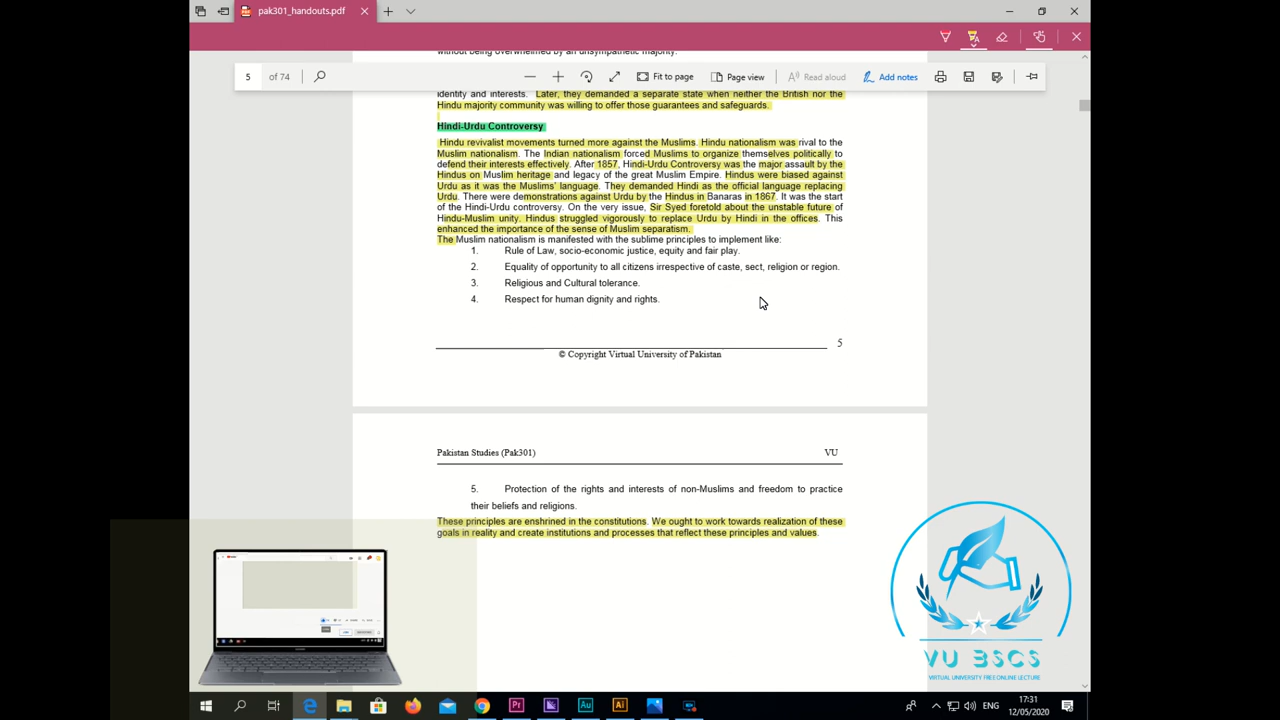 pak301_handouts.pdf
without being overwhelmed by an unsympathetic majority.
5 of 74
Fit to page
Page view
Read aloud
Add notes
identity and interests. Later, they demanded a separate state when neither the British nor the
Hindu majority community was willing to offer those guarantees and safeguards.
Hindi-Urdu Controversy
Hindu revivalist movements turned more against the Muslims. Hindu nationalism was rival to the
Muslim nationalism. The Indian nationalism forced Muslims to organize themselves politically to
defend their interests effectively. After 1857, Hindi-Urdu Controversy was the major assault by the
Hindus on Muslim heritage and legacy of the great Muslim Empire. Hindus were biased against
Urdu as it was the Muslims' language. They demanded Hindi as the official language replacing
Urdu. There were demonstrations against Urdu by the Hindus in Banaras in 1867. It was the start
of the Hindi-Urdu controversy. On the very issue, Sir Syed foretold about the unstable future of
Hindu-Muslim unity. Hindus struggled vigorously to replace Urdu by Hindi in the offices. This
enhanced the importance of the sense of Muslim separatism.
The Muslim nationalism is manifested with the sublime principles to implement like:
1. Rule of Law, socio-economic justice, equity and fair play.
2. Equality of opportunity to all citizens irrespective of caste, sect, religion or region.
3. Religious and Cultural tolerance.
4. Respect for human dignity and rights.
5
© Copyright Virtual University of Pakistan
Pakistan Studies (Pak301) VU
5. Protection of the rights and interests of non-Muslims and freedom to practice
their beliefs and religions.
These principles are enshrined in the constitutions. We ought to work towards realization of these
goals in reality and create institutions and processes that reflect these principles and values.
VU BSCS
VIRTUAL UNIVERSITY FREE ONLINE LECTURE
ENG
17:31
12/05/2020